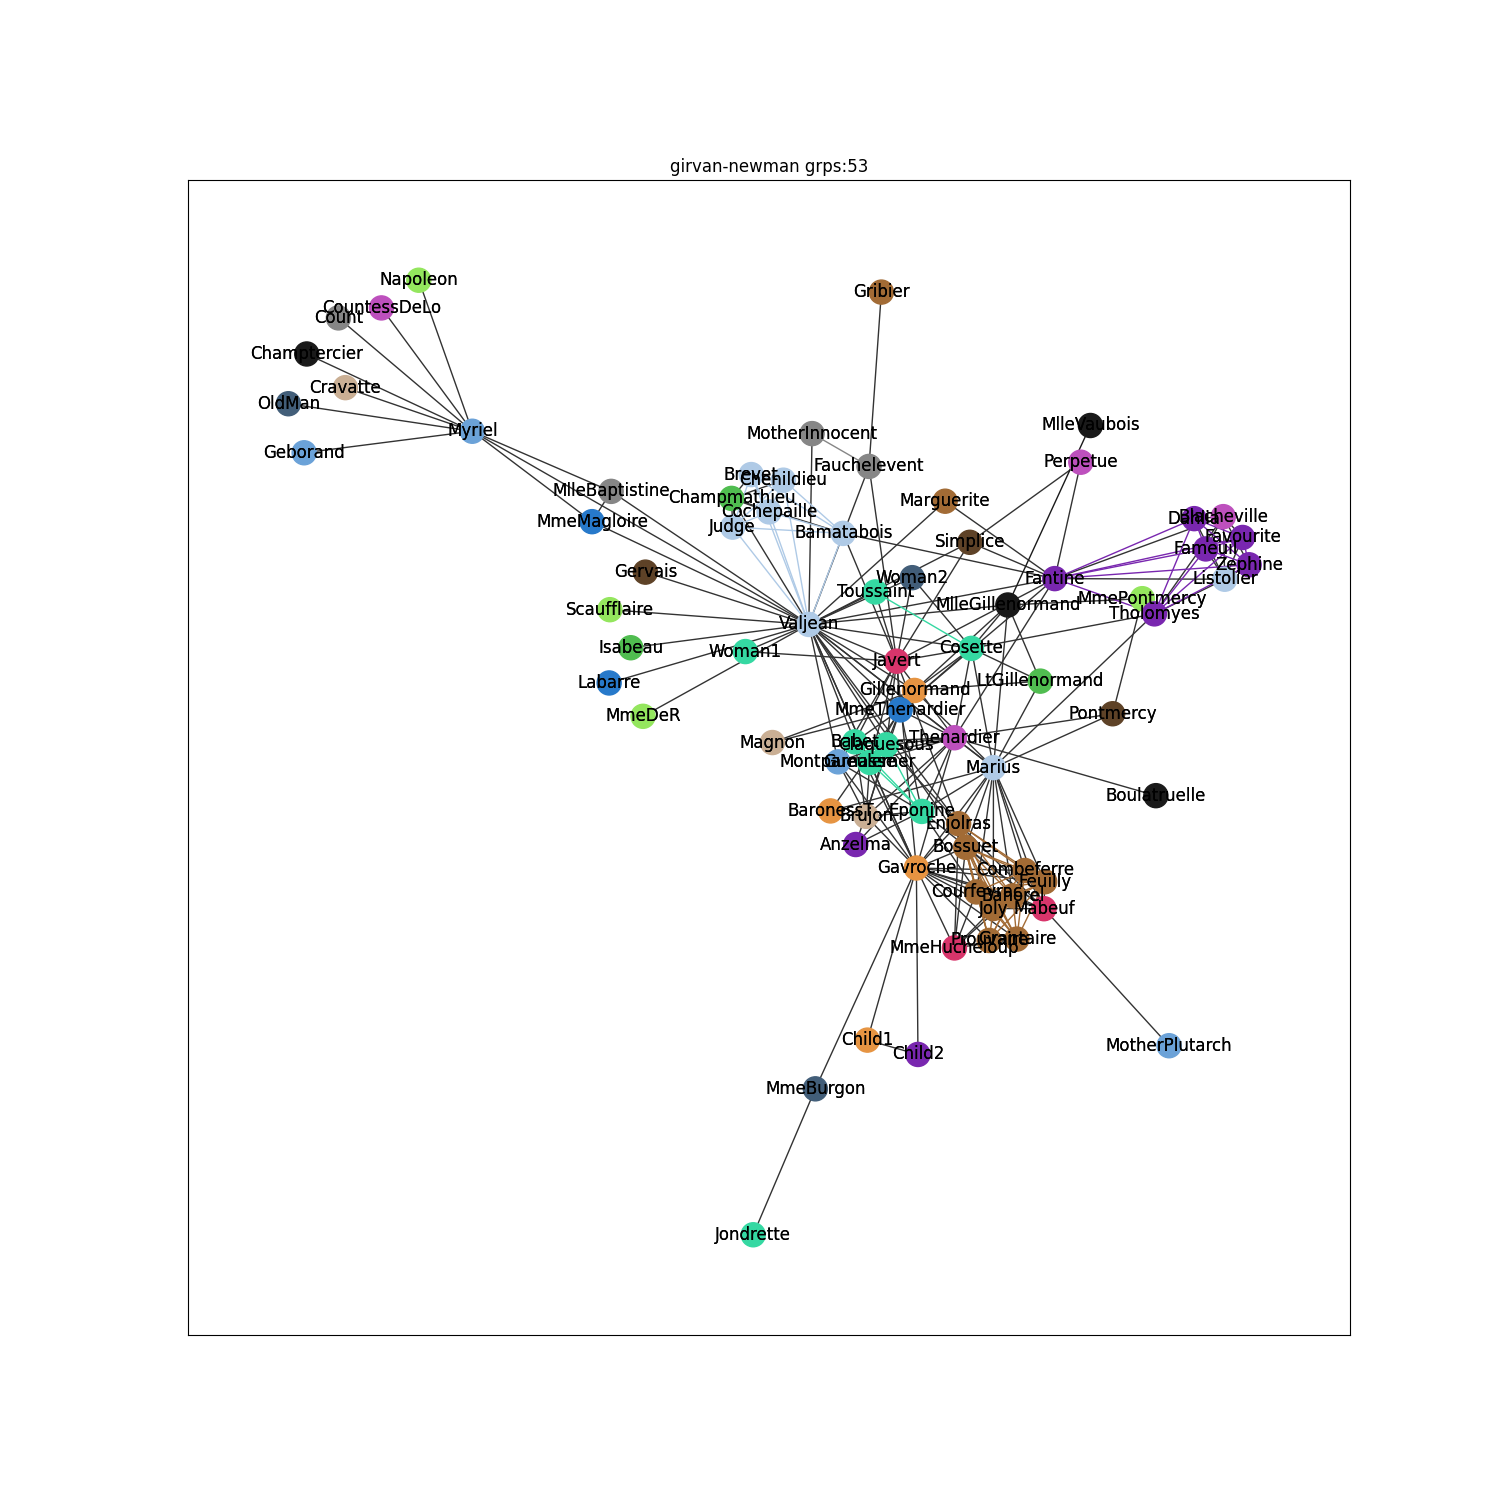 girvan-newman grps:53
Napoleon
Gribier
CountessDeLo
Count
Champtercier
Cravatte
OldMan
MlleVaubois
Myriel
MotherInnocent
Geborand
Perpetue
Fauchelevent
Brevet
Chenildieu
MlleBaptistine
Champmathieu
Marguerite
Cochepaille
MmeMagloire
Judge
Bamatabois
Dahlia
Blacheville
Favourite
Simplice
Fameuil
Zephine
Gervais
Woman2
Fantine
Listolier
Toussaint
MmePontmercy
Scaufflaire
MlleGillenormand
Tholomyes
Valjean
Isabeau
Woman1
Cosette
Javert
Labarre
Gillenormand
LtGillenormand
MmeDeR
MmeThenardier
Pontmercy
Magnon
Babet
Claquesous
Thenardier
Montparnasse
Gueulemer
Marius
Boulatruelle
BaronessT
Brujon
Eponine
Enjolras
Anzelma
Bossuet
Gavroche
Combeferre
Feuilly
Courfeyrac
Bahorel
Joly
Mabeuf
MmeHucheloup
Prouvaire
Grantaire
Child1
Child2
MotherPlutarch
MmeBurgon
Jondrette